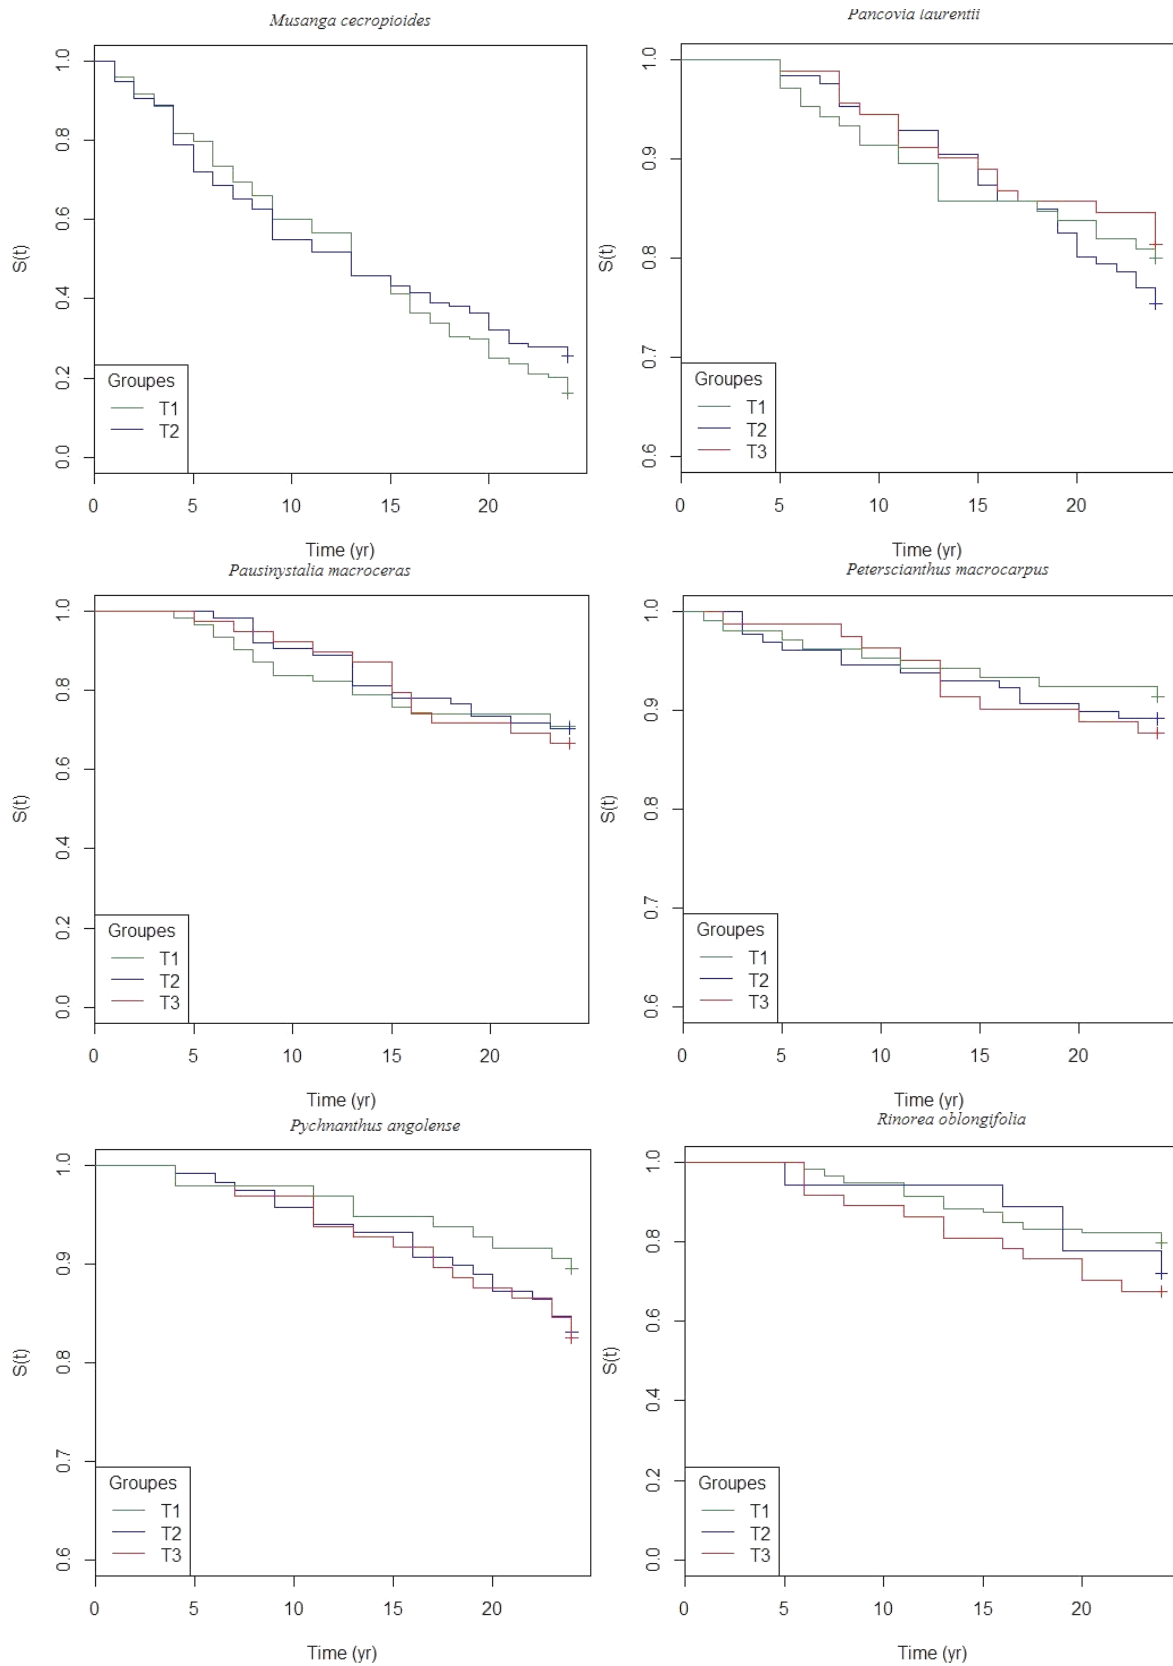 Musanga cecropioides
S(t)
1.0
0.8
0.6
0.4
0.2
0.0
Groupes
T1
T2
0 5 10 15 20
Time (yr)
Pancovia laurentii
S(t)
1.0
0.9
0.8
0.7
0.6
Groupes
T1
T2
T3
0 5 10 15 20
Time (yr)
Pausinystalia macroceras
S(t)
1.0
0.8
0.6
0.4
0.2
0.0
Groupes
T1
T2
T3
0 5 10 15 20
Time (yr)
Peterscianthus macrocarpus
S(t)
1.0
0.9
0.8
0.7
0.6
Groupes
T1
T2
T3
0 5 10 15 20
Time (yr)
Pychnanthus angolense
S(t)
1.0
0.9
0.8
0.7
0.6
Groupes
T1
T2
T3
0 5 10 15 20
Time (yr)
Rinorea oblongifolia
S(t)
1.0
0.8
0.6
0.4
0.2
0.0
Groupes
T1
T2
T3
0 5 10 15 20
Time (yr)